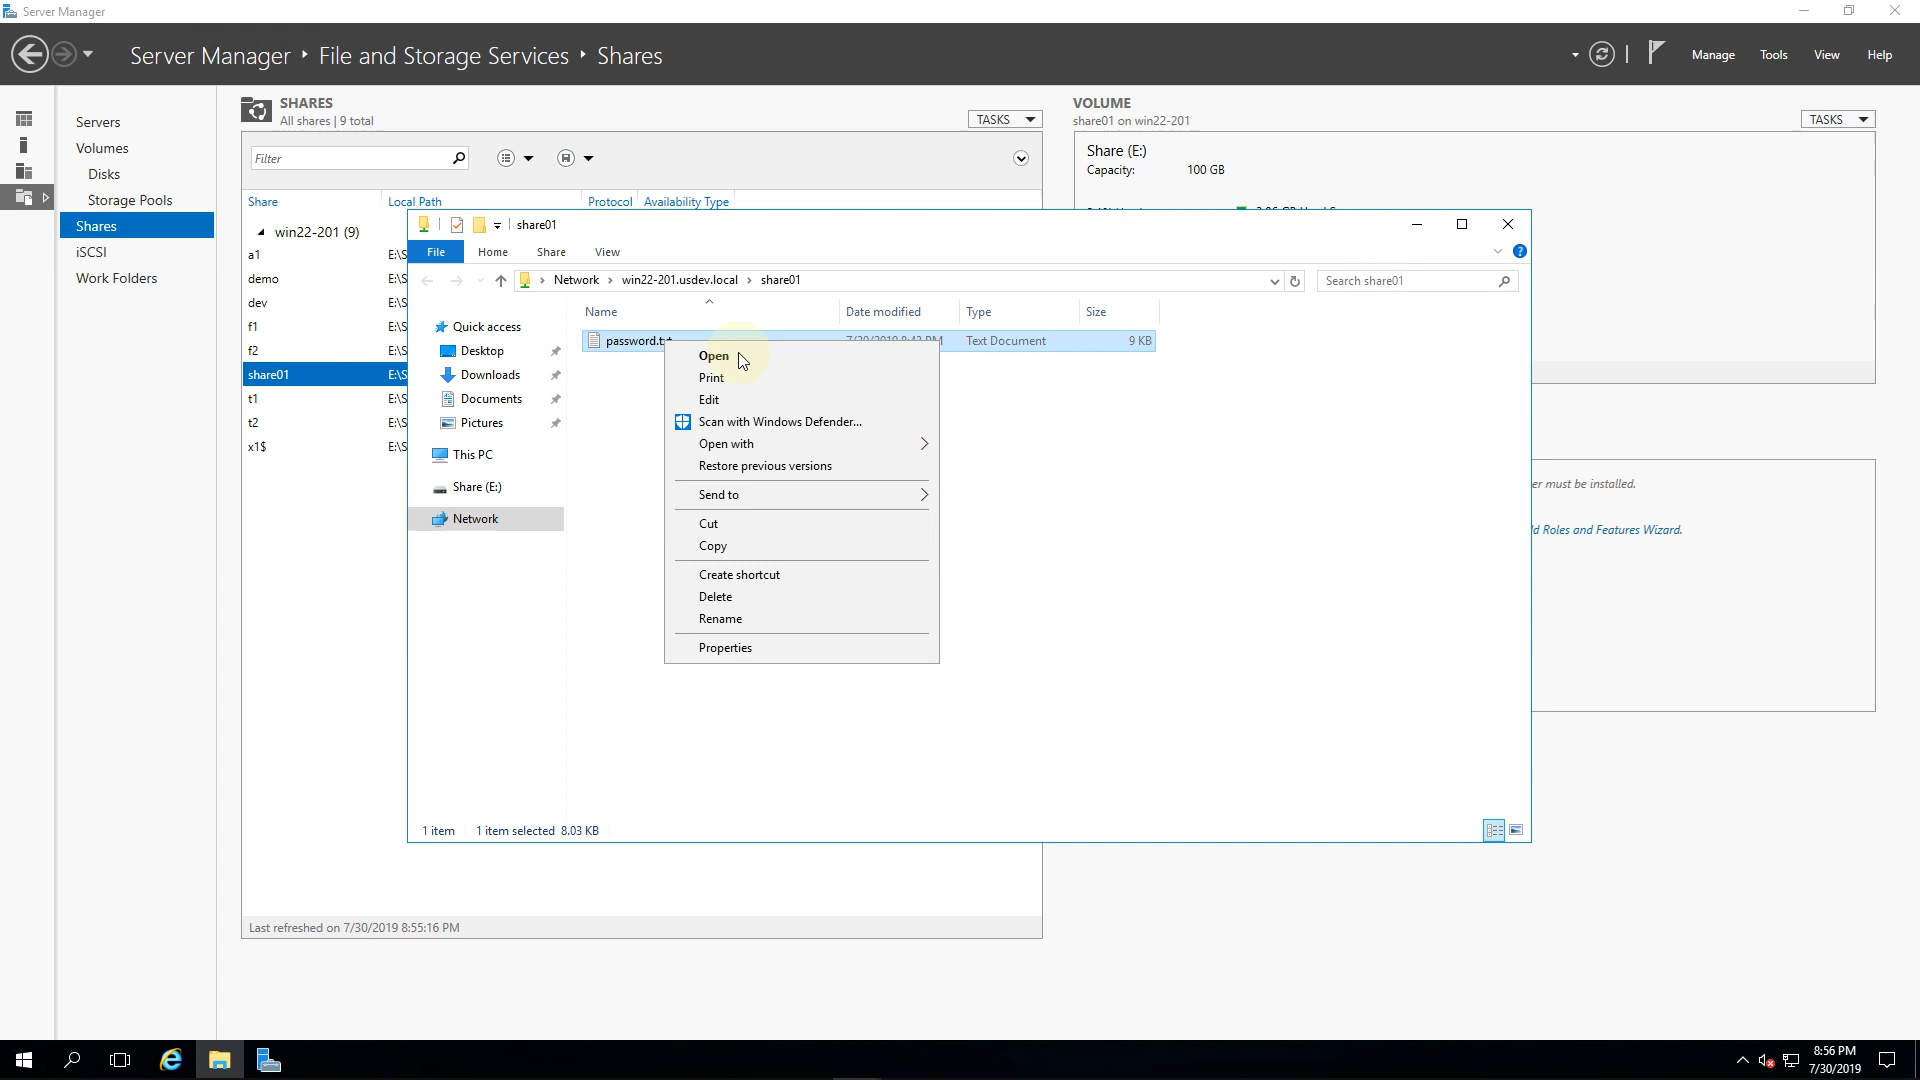 Server Manager
Server Manager ‣ File and Storage Services ‣ Shares
Manage Tools View Help
Servers
Volumes
Disks
Storage Pools
Shares
iSCSI
Work Folders
SHARES
All shares | 9 total
TASKS
Filter
Share Local Path Protocol Availability Type
win22-201 (9)
a1 E:\S
demo E:\S
dev E:\S
f1 E:\S
f2 E:\S
share01 E:\S
t1 E:\S
t2 E:\S
x1$ E:\S
Last refreshed on 7/30/2019 8:55:16 PM
VOLUME
share01 on win22-201
TASKS
Share (E:)
Capacity: 100 GB
er must be installed.
d Roles and Features Wizard.
share01
File Home Share View
Network › win22-201.usdev.local › share01
Search share01
Name Date modified Type Size
password.txt Text Document 9 KB
Quick access
Desktop
Downloads
Documents
Pictures
This PC
Share (E:)
Network
Open
Print
Edit
Scan with Windows Defender...
Open with
Restore previous versions
Send to
Cut
Copy
Create shortcut
Delete
Rename
Properties
1 item 1 item selected 8.03 KB
8:56 PM
7/30/2019